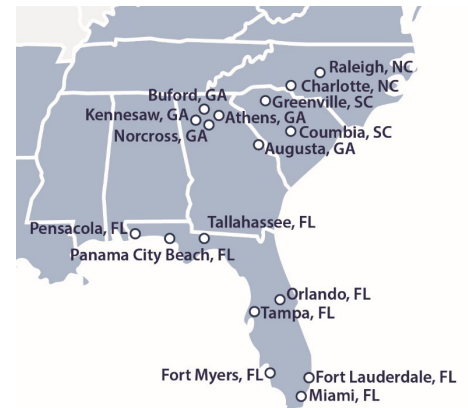 Raleigh, NC
Charlotte, NC
Buford, GA
Greenville, SC
Kennesaw, GA
Athens, GA
Norcross, GA
Coumbia, SC
Augusta, GA
Pensacola, FL
Tallahassee, FL
Panama City Beach, FL
Orlando, FL
Tampa, FL
Fort Myers, FL
Fort Lauderdale, FL
Miami, FL